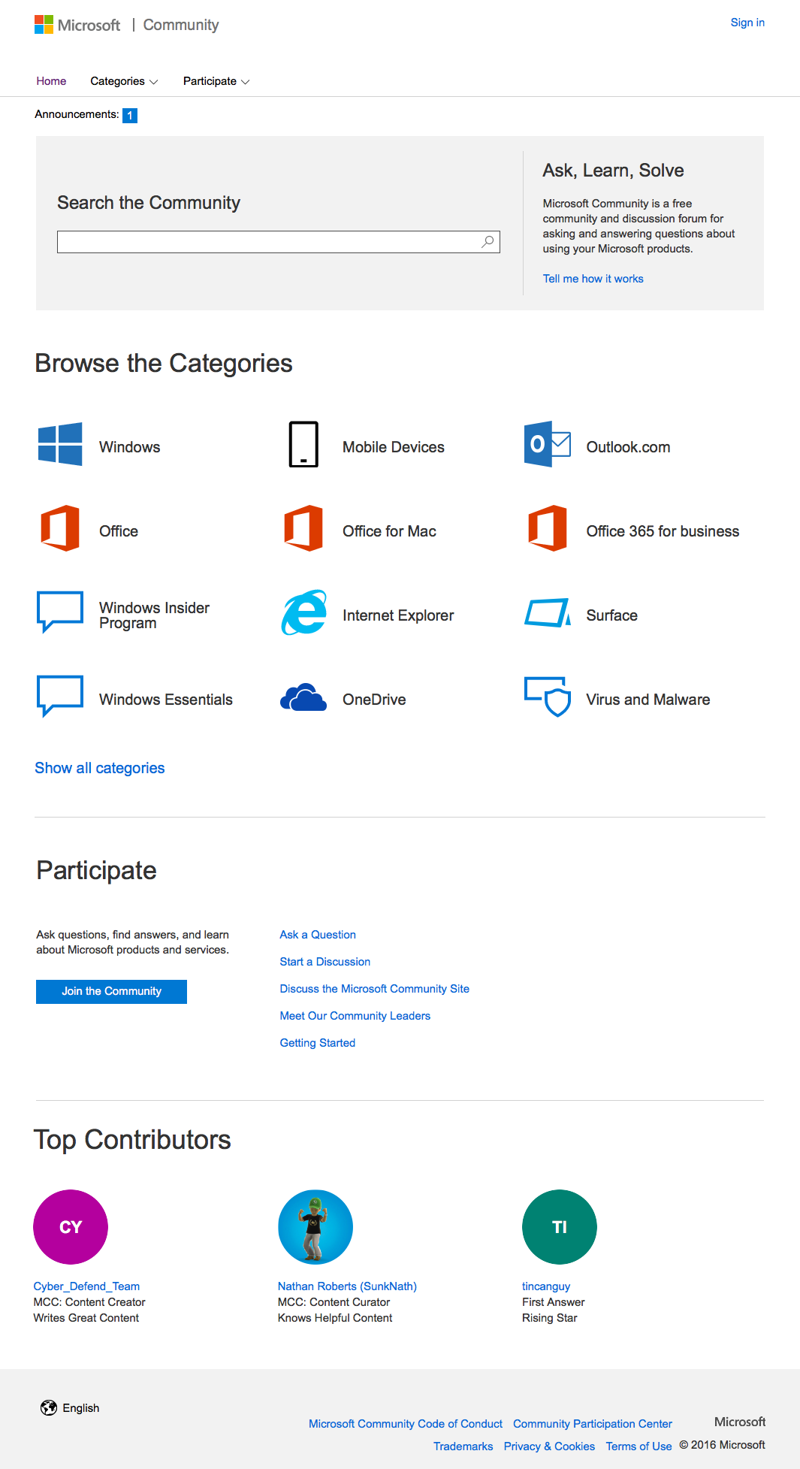 Microsoft | Community
Sign in
Home
Categories
Participate
Announcements: 1
Search the Community
Ask, Learn, Solve
Microsoft Community is a free
community and discussion forum for
asking and answering questions about
using your Microsoft products.
Tell me how it works
Browse the Categories
Windows
Mobile Devices
Outlook.com
Office
Office for Mac
Office 365 for business
Windows Insider
Program
Internet Explorer
Surface
Windows Essentials
OneDrive
Virus and Malware
Show all categories
Participate
Ask questions, find answers, and learn
about Microsoft products and services.
Join the Community
Ask a Question
Start a Discussion
Discuss the Microsoft Community Site
Meet Our Community Leaders
Getting Started
Top Contributors
CY
Cyber_Defend_Team
MCC: Content Creator
Writes Great Content
Nathan Roberts (SunkNath)
MCC: Content Curator
Knows Helpful Content
TI
tincanguy
First Answer
Rising Star
English
Microsoft Community Code of Conduct
Community Participation Center
Microsoft
Trademarks
Privacy & Cookies
Terms of Use
© 2016 Microsoft